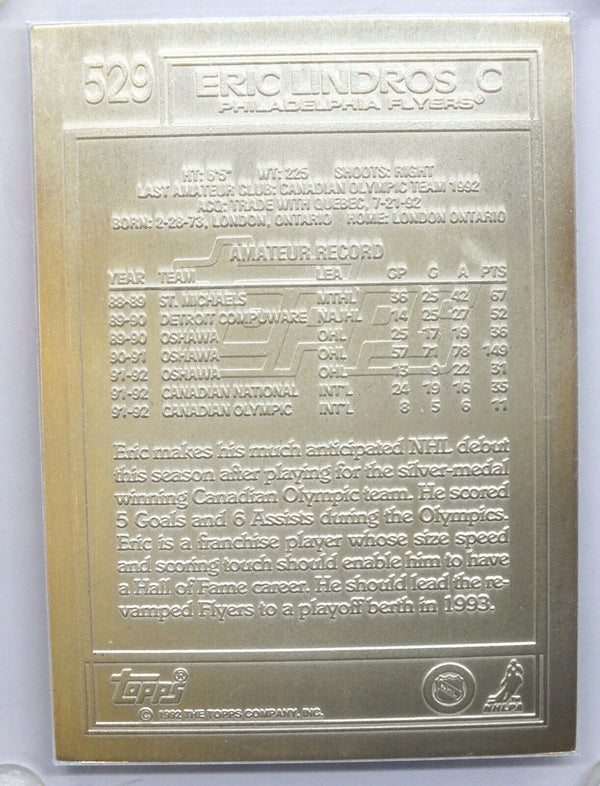 529 ERIC LINDROS C
PHILADELPHIA FLYERS®
HT: 6'5" WT: 225 SHOOTS: RIGHT
LAST AMATEUR CLUB: CANADIAN OLYMPIC TEAM 1992
ACQ: TRADE WITH QUEBEC, 7-21-92
BORN: 2-28-73, LONDON, ONTARIO HOME: LONDON ONTARIO
AMATEUR RECORD
YEAR TEAM LEA GP G A PTS
88-89 ST. MICHAELS MTHL 36 25 42 67
89-90 DETROIT COMPUWARE NAJHL 14 25 27 52
89-90 OSHAWA OHL 25 17 19 36
90-91 OSHAWA OHL 57 71 78 149
91-92 OSHAWA OHL 13 9 22 31
91-92 CANADIAN NATIONAL INT'L 24 19 16 35
91-92 CANADIAN OLYMPIC INT'L 8 5 6 11
Eric makes his much anticipated NHL debut
this season after playing for the silver-medal
winning Canadian Olympic team. He scored
5 Goals and 6 Assists during the Olympics.
Eric is a franchise player whose size speed
and scoring touch should enable him to have
a Hall of Fame career. He should lead the re-
vamped Flyers to a playoff berth in 1993.
TOPPS®
© 1992 THE TOPPS COMPANY, INC.
NHL
NHLPA